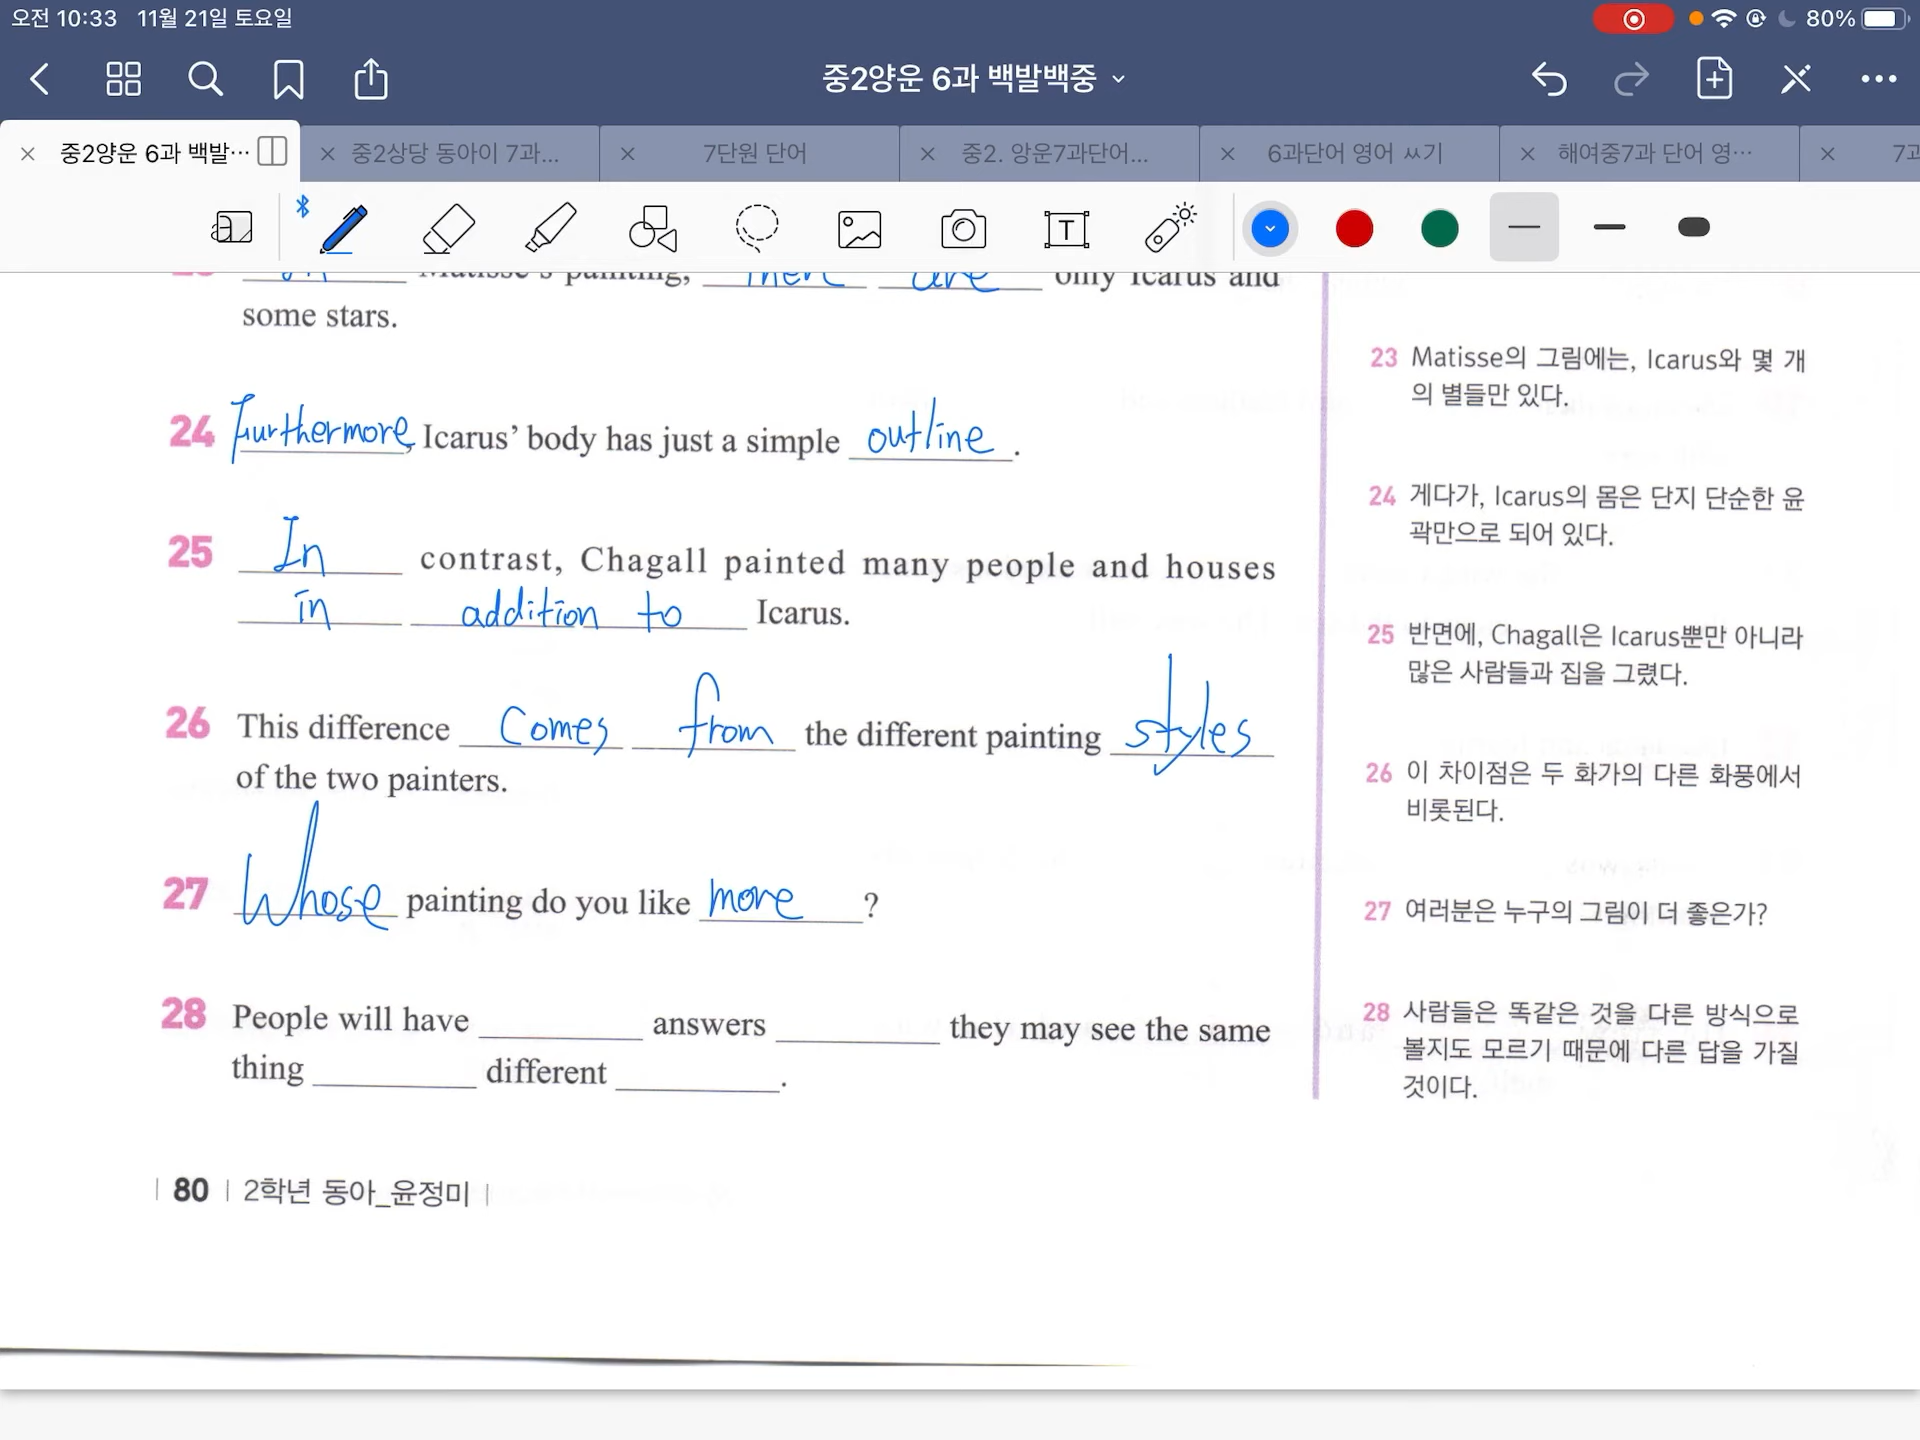 오전 10:33 11월 21일 토요일 80%
중2양운 6과 백발백중
중2양운 6과 백발… 중2상당 동아이 7과... 7단원 단어 중2. 앙운7과단어... 6과단어 영어 ㅆ기 해여중7과 단어 영… 7과
Matisse's painting, there are only Icarus and
some stars.
24 Furthermore, Icarus' body has just a simple outline.
25 In contrast, Chagall painted many people and houses
in addition to Icarus.
26 This difference comes from the different painting styles
of the two painters.
27 Whose painting do you like more ?
28 People will have ______ answers ______ they may see the same
thing ______ different ______.
23 Matisse의 그림에는, Icarus와 몇 개
의 별들만 있다.
24 게다가, Icarus의 몸은 단지 단순한 윤
곽만으로 되어 있다.
25 반면에, Chagall은 Icarus뿐만 아니라
많은 사람들과 집을 그렸다.
26 이 차이점은 두 화가의 다른 화풍에서
비롯된다.
27 여러분은 누구의 그림이 더 좋은가?
28 사람들은 똑같은 것을 다른 방식으로
볼지도 모르기 때문에 다른 답을 가질
것이다.
80 2학년 동아_윤정미